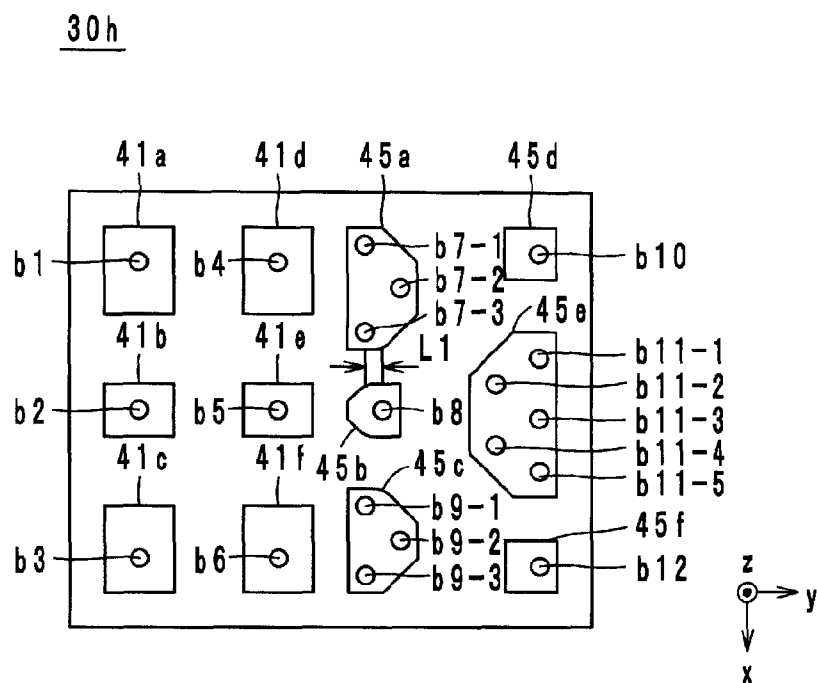 30h
41a 41d 45a 45d
b1 b4 b7-1 b10
b7-2
b7-3 45e
41b 41e L1 b11-1
b11-2
b2 b5 b8 b11-3
b11-4
41c 41f 45b 45c b11-5
b9-1 45f
b3 b6 b9-2 b12
b9-3
z
y
x